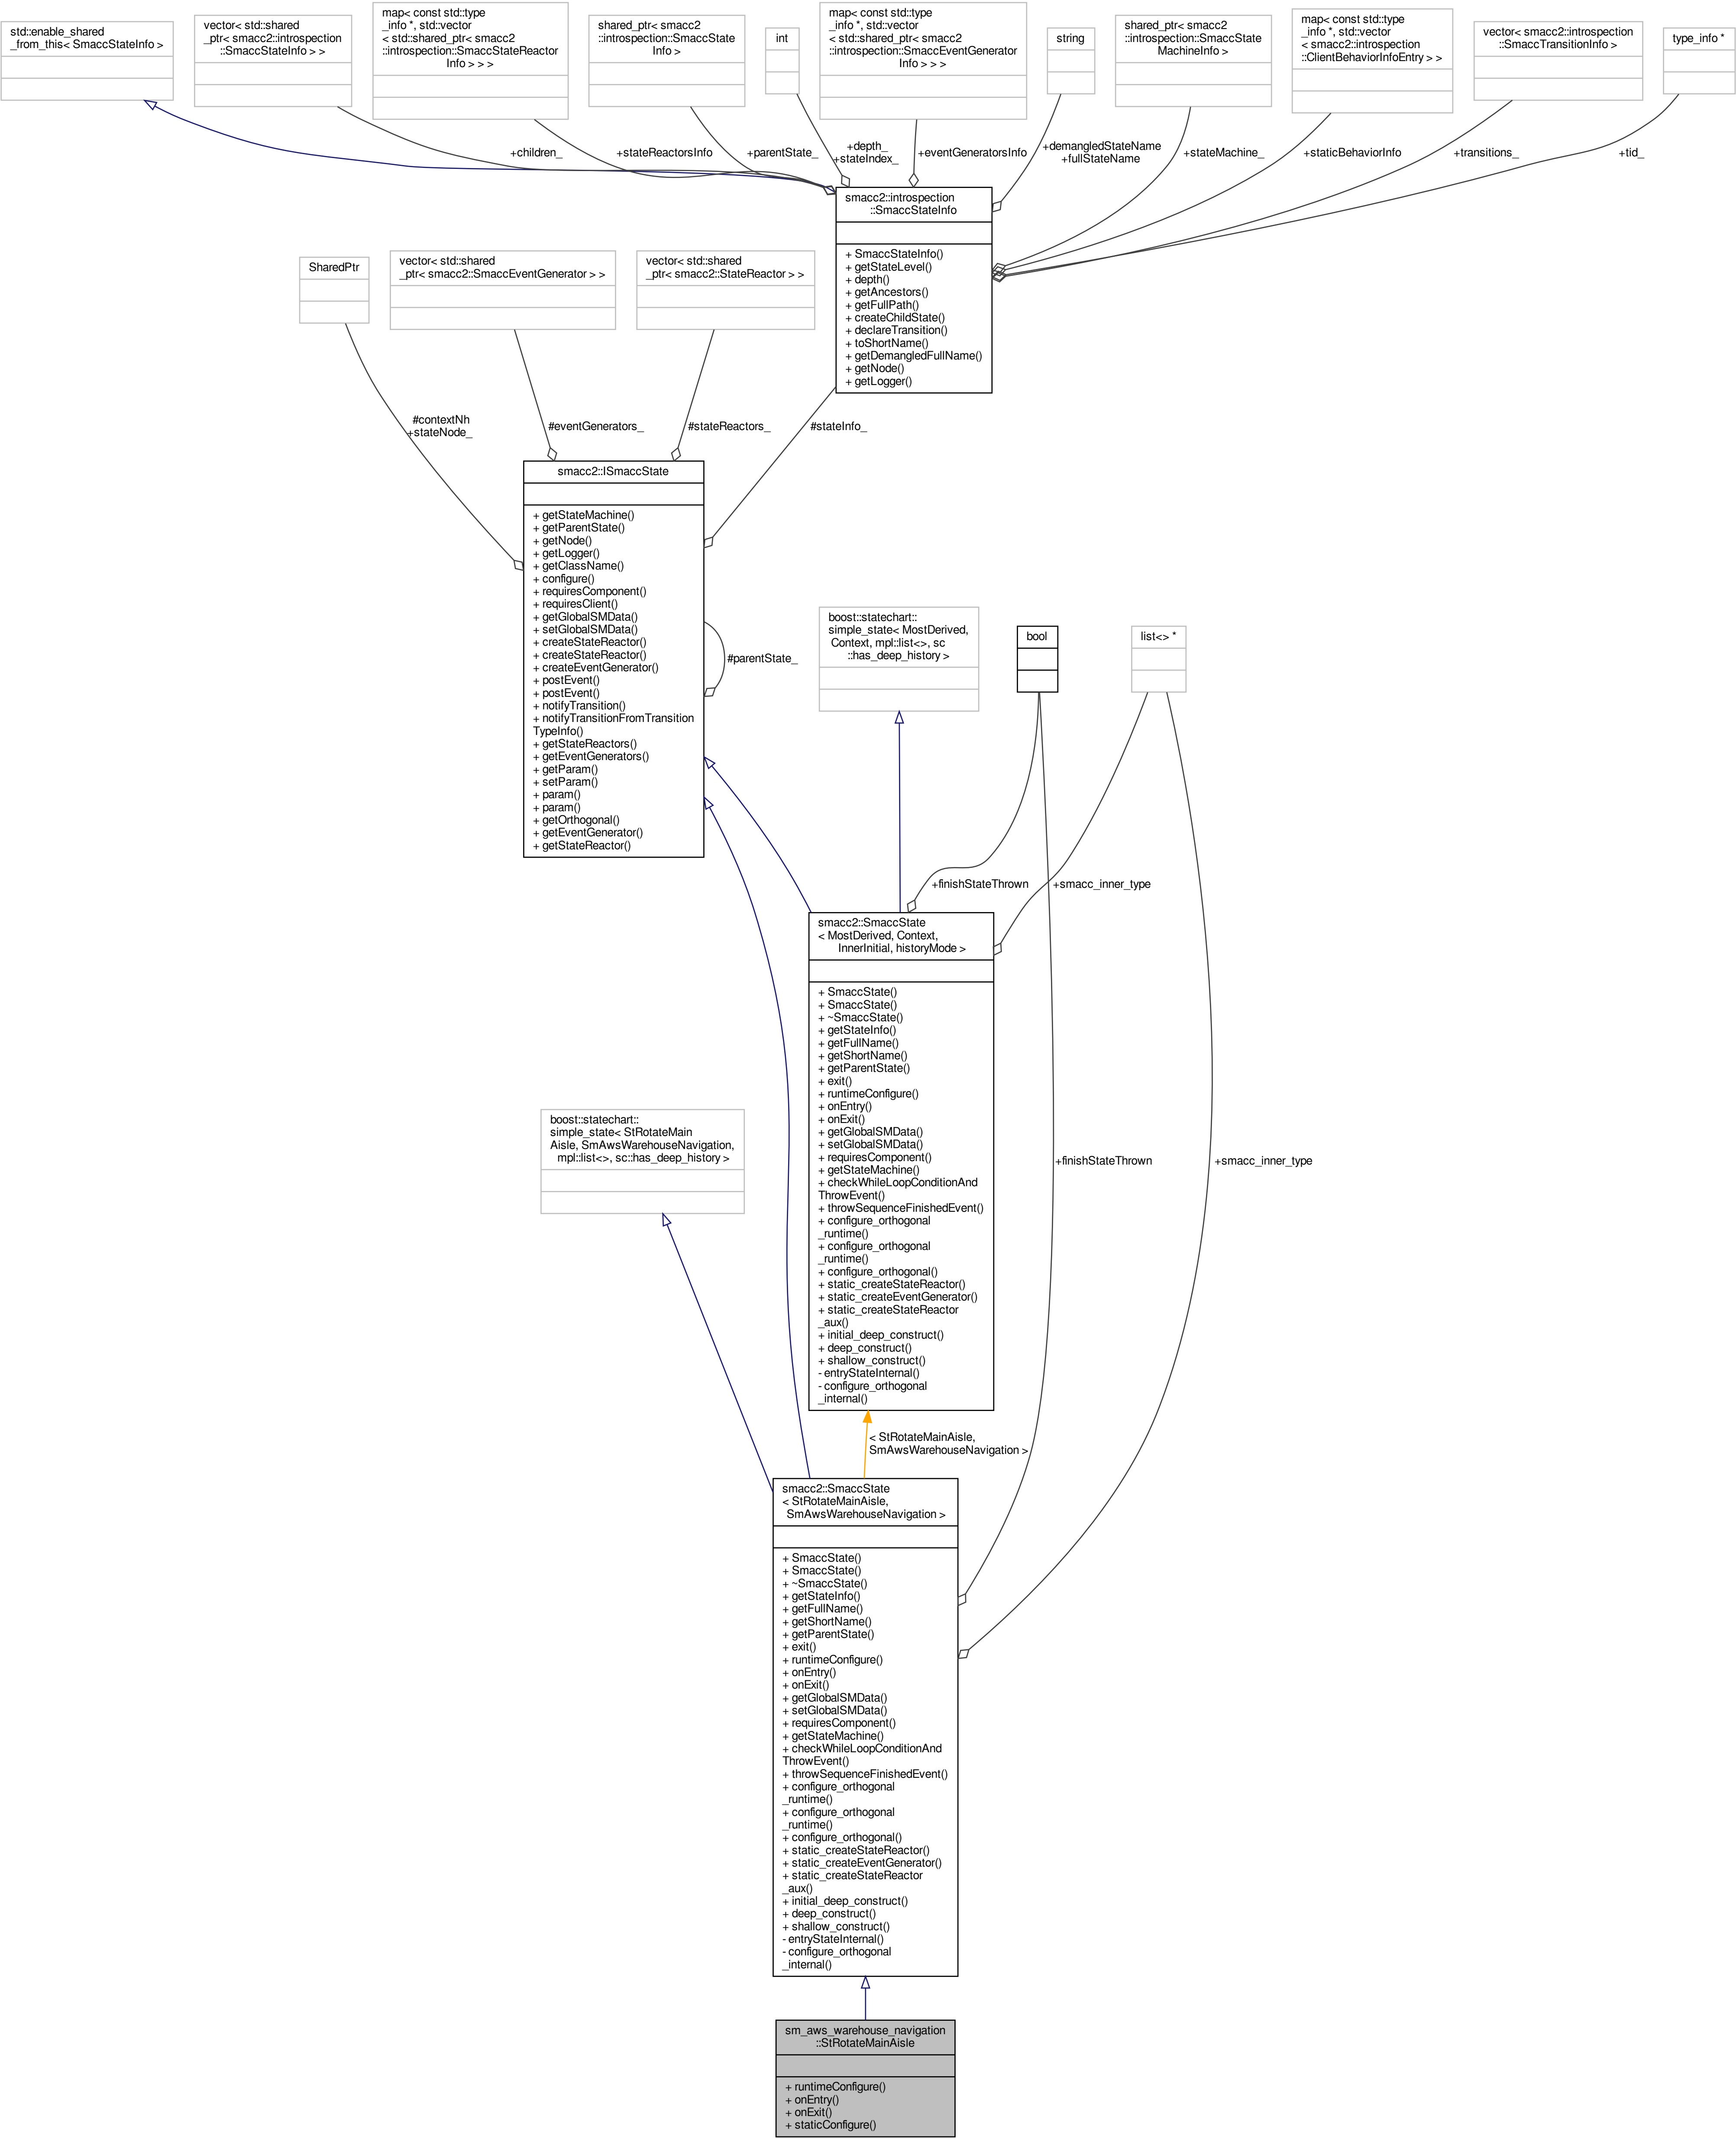 std::enable_shared
_from_this< SmaccStateInfo >
vector< std::shared
_ptr< smacc2::introspection
::SmaccStateInfo > >
map< const std::type
_info *, std::vector
< std::shared_ptr< smacc2
::introspection::SmaccStateReactor
Info > > >
shared_ptr< smacc2
::introspection::SmaccState
Info >
int
map< const std::type
_info *, std::vector
< std::shared_ptr< smacc2
::introspection::SmaccEventGenerator
Info > > >
string
shared_ptr< smacc2
::introspection::SmaccState
MachineInfo >
map< const std::type
_info *, std::vector
< smacc2::introspection
::ClientBehaviorInfoEntry > >
vector< smacc2::introspection
::SmaccTransitionInfo >
type_info *
+children_
+stateReactorsInfo
+parentState_
+depth_
+stateIndex_
+eventGeneratorsInfo
+demangledStateName
+fullStateName
+stateMachine_
+staticBehaviorInfo
+transitions_
+tid_
smacc2::introspection
::SmaccStateInfo
+ SmaccStateInfo()
+ getStateLevel()
+ depth()
+ getAncestors()
+ getFullPath()
+ createChildState()
+ declareTransition()
+ toShortName()
+ getDemangledFullName()
+ getNode()
+ getLogger()
SharedPtr
vector< std::shared
_ptr< smacc2::SmaccEventGenerator > >
vector< std::shared
_ptr< smacc2::StateReactor > >
#contextNh
+stateNode_
#eventGenerators_
#stateReactors_
#stateInfo_
smacc2::ISmaccState
+ getStateMachine()
+ getParentState()
+ getNode()
+ getLogger()
+ getClassName()
+ configure()
+ requiresComponent()
+ requiresClient()
+ getGlobalSMData()
+ setGlobalSMData()
+ createStateReactor()
+ createStateReactor()
+ createEventGenerator()
+ postEvent()
+ postEvent()
+ notifyTransition()
+ notifyTransitionFromTransition
TypeInfo()
+ getStateReactors()
+ getEventGenerators()
+ getParam()
+ setParam()
+ param()
+ param()
+ getOrthogonal()
+ getEventGenerator()
+ getStateReactor()
#parentState_
boost::statechart::
simple_state< MostDerived,
Context, mpl::list<>, sc
::has_deep_history >
bool
list<> *
+finishStateThrown
+smacc_inner_type
smacc2::SmaccState
< MostDerived, Context,
InnerInitial, historyMode >
+ SmaccState()
+ SmaccState()
+ ~SmaccState()
+ getStateInfo()
+ getFullName()
+ getShortName()
+ getParentState()
+ exit()
+ runtimeConfigure()
+ onEntry()
+ onExit()
+ getGlobalSMData()
+ setGlobalSMData()
+ requiresComponent()
+ getStateMachine()
+ checkWhileLoopConditionAnd
ThrowEvent()
+ throwSequenceFinishedEvent()
+ configure_orthogonal
_runtime()
+ configure_orthogonal
_runtime()
+ configure_orthogonal()
+ static_createStateReactor()
+ static_createEventGenerator()
+ static_createStateReactor
_aux()
+ initial_deep_construct()
+ deep_construct()
+ shallow_construct()
- entryStateInternal()
- configure_orthogonal
_internal()
boost::statechart::
simple_state< StRotateMain
Aisle, SmAwsWarehouseNavigation,
mpl::list<>, sc::has_deep_history >
+finishStateThrown
+smacc_inner_type
< StRotateMainAisle,
SmAwsWarehouseNavigation >
smacc2::SmaccState
< StRotateMainAisle,
SmAwsWarehouseNavigation >
+ SmaccState()
+ SmaccState()
+ ~SmaccState()
+ getStateInfo()
+ getFullName()
+ getShortName()
+ getParentState()
+ exit()
+ runtimeConfigure()
+ onEntry()
+ onExit()
+ getGlobalSMData()
+ setGlobalSMData()
+ requiresComponent()
+ getStateMachine()
+ checkWhileLoopConditionAnd
ThrowEvent()
+ throwSequenceFinishedEvent()
+ configure_orthogonal
_runtime()
+ configure_orthogonal
_runtime()
+ configure_orthogonal()
+ static_createStateReactor()
+ static_createEventGenerator()
+ static_createStateReactor
_aux()
+ initial_deep_construct()
+ deep_construct()
+ shallow_construct()
- entryStateInternal()
- configure_orthogonal
_internal()
sm_aws_warehouse_navigation
::StRotateMainAisle
+ runtimeConfigure()
+ onEntry()
+ onExit()
+ staticConfigure()